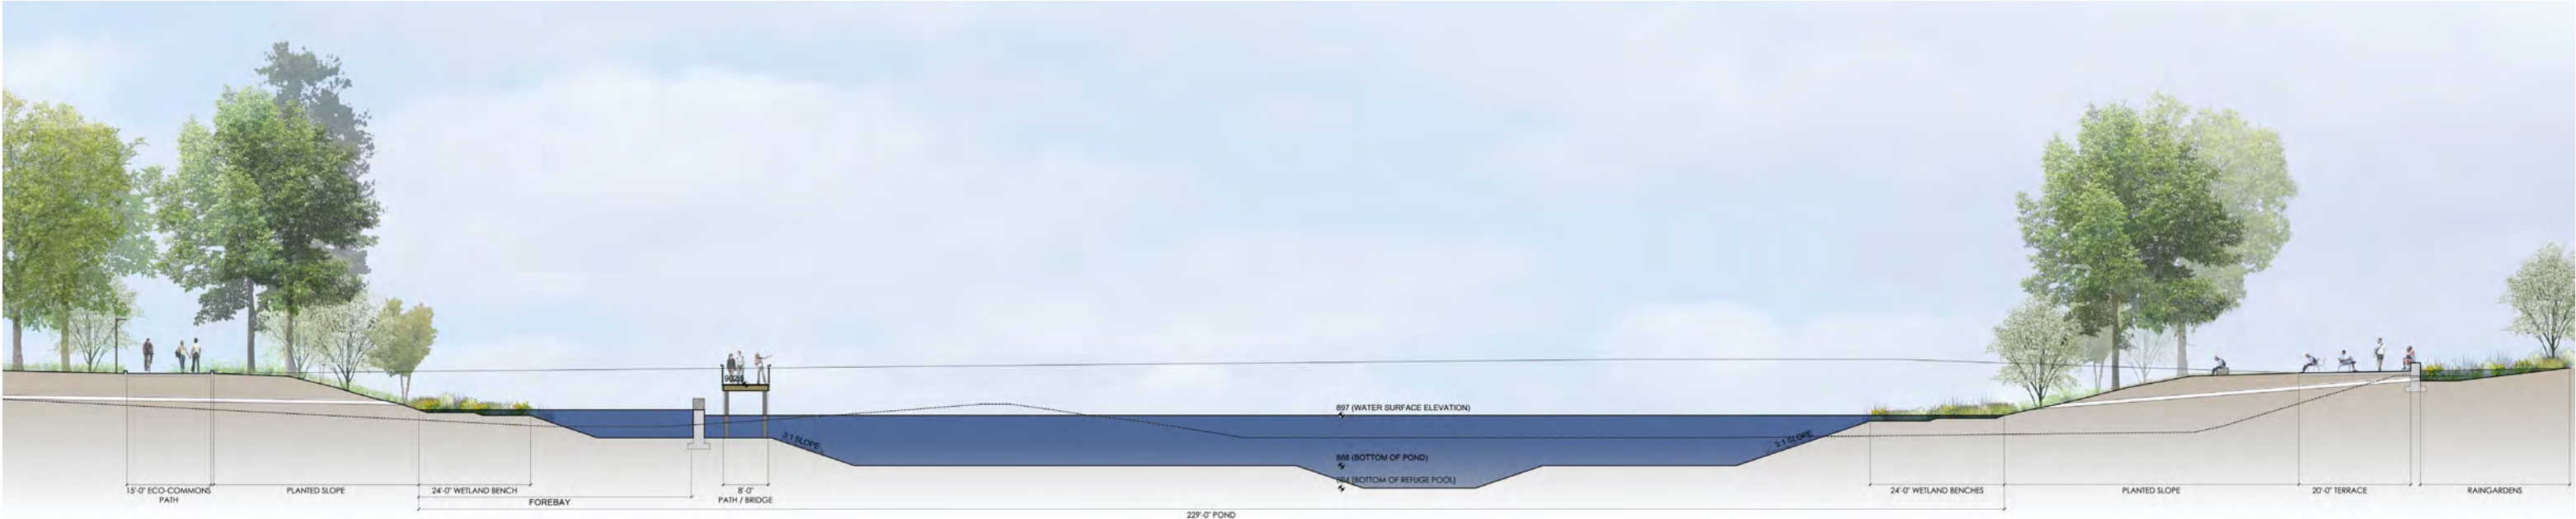 902.5
897 (WATER SURFACE ELEVATION)
3:1 SLOPE
3:1 SLOPE
888 (BOTTOM OF POND)
884 (BOTTOM OF REFUGE POOL)
15'-0" ECO-COMMONS
PATH
PLANTED SLOPE
24'-0" WETLAND BENCH
FOREBAY
8'-0"
PATH / BRIDGE
24'-0" WETLAND BENCHES
PLANTED SLOPE
20'-0" TERRACE
RAINGARDENS
229'-0" POND